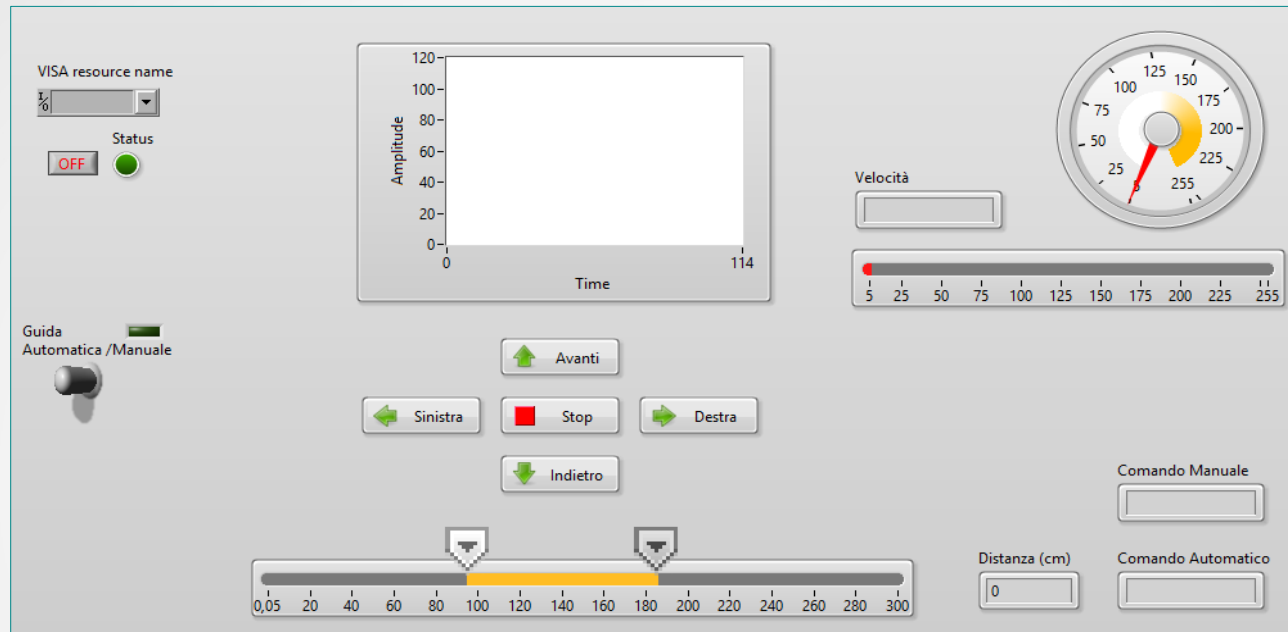 VISA resource name
I/O
Status
OFF
Guida
Automatica /Manuale
Amplitude
120
100
80
60
40
20
0
0
114
Time
Velocità
5
25
50
75
100
125
150
175
200
225
255
5 25 50 75 100 125 150 175 200 225 255
Avanti
Sinistra
Stop
Destra
Indietro
0,05 20 40 60 80 100 120 140 160 180 200 220 240 260 280 300
Comando Manuale
Distanza (cm)
0
Comando Automatico